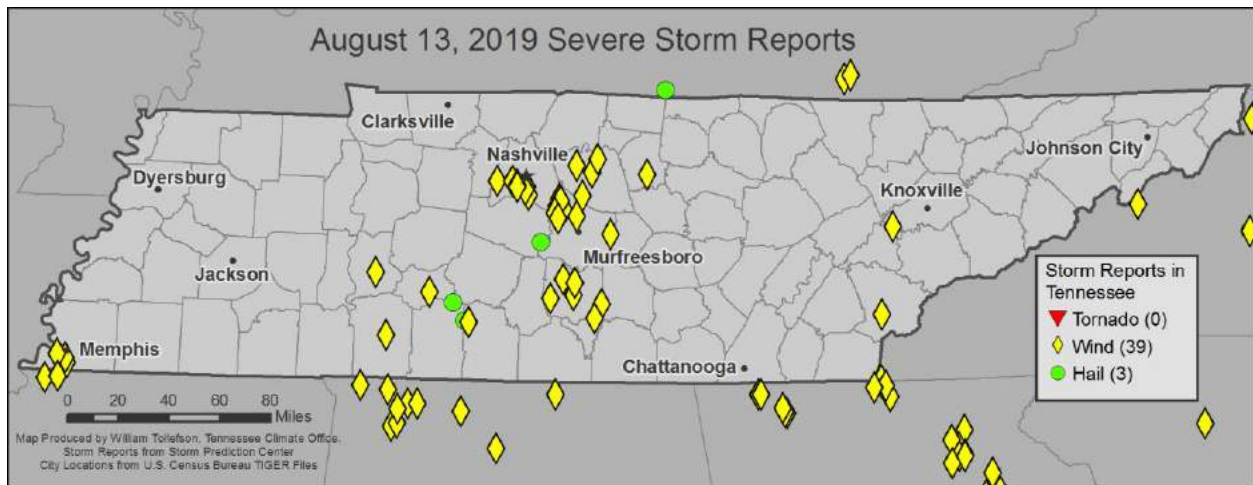 August 13, 2019 Severe Storm Reports
Clarksville
Nashville
Johnson City
Dyersburg
Knoxville
Murfreesboro
Jackson
Storm Reports in
Tennessee
Tornado (0)
Wind (39)
Hail (3)
Memphis
Chattanooga
0 20 40 60 80
Miles
Map Produced by William Tollefson, Tennessee Climate Office.
Storm Reports from Storm Prediction Center
City Locations from U.S. Census Bureau TIGER Files